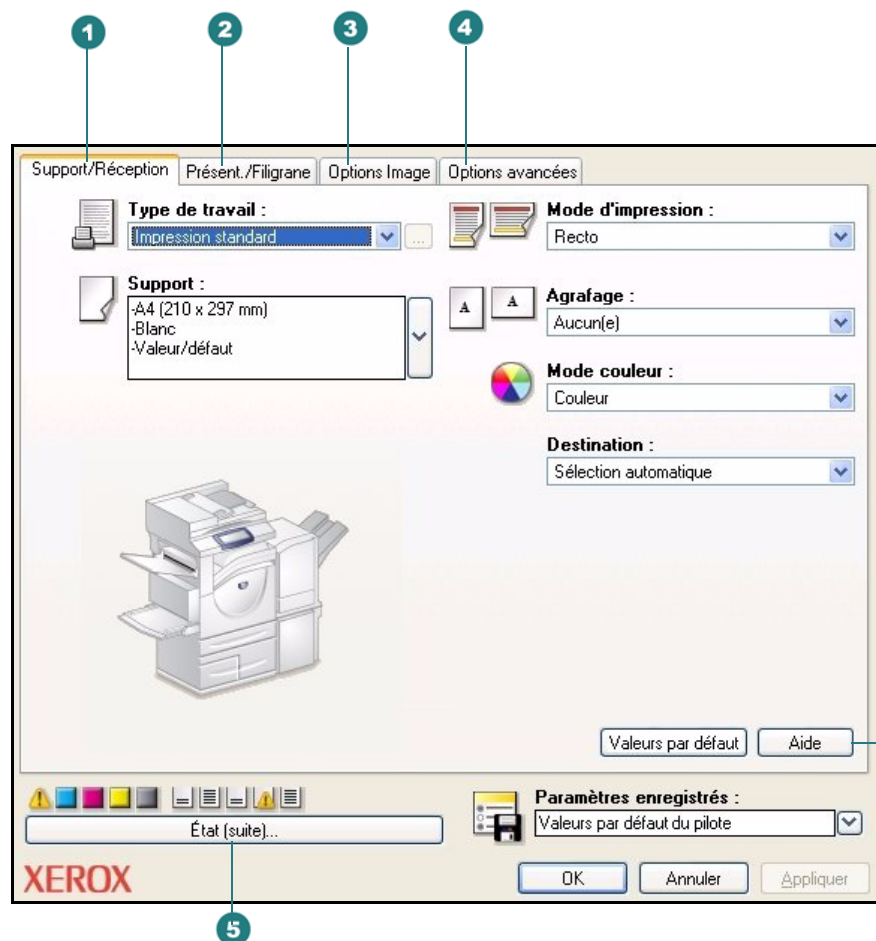 1 2 3 4
Support/Réception Présent./Filigrane Options Image Options avancées
Type de travail :
Impression standard
...
Support :
-A4 (210 x 297 mm)
-Blanc
-Valeur/défaut
Mode d'impression :
Recto
A A
Agrafage :
Aucun(e)
Mode couleur :
Couleur
Destination :
Sélection automatique
Valeurs par défaut Aide
État (suite)...
Paramètres enregistrés :
Valeurs par défaut du pilote
XEROX
OK Annuler Appliquer
5